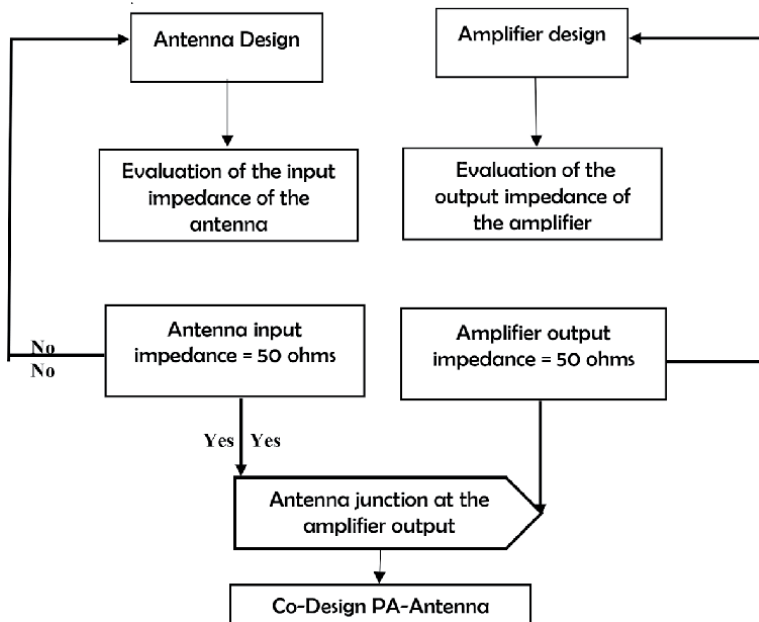 Antenna Design
Amplifier design
Evaluation of the input
impedance of the
antenna
Evaluation of the
output impedance of
the amplifier
Antenna input
impedance = 50 ohms
Amplifier output
impedance = 50 ohms
No
No
Yes Yes
Antenna junction at the
amplifier output
Co-Design PA-Antenna